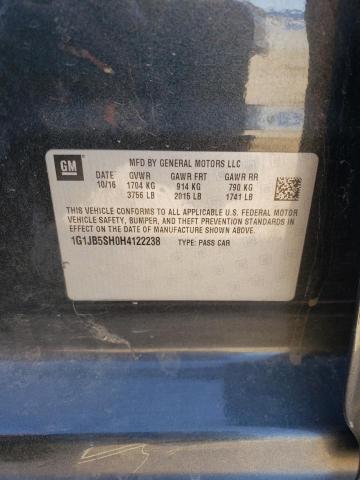 GM
MFD BY GENERAL MOTORS LLC
DATE GVWR GAWR FRT GAWR RR
10/16 1704 KG 914 KG 790 KG
3756 LB 2015 LB 1741 LB
THIS VEHICLE CONFORMS TO ALL APPLICABLE U.S. FEDERAL MOTOR
VEHICLE SAFETY, BUMPER, AND THEFT PREVENTION STANDARDS IN
EFFECT ON THE DATE OF MANUFACTURE SHOWN ABOVE.
1G1JB5SH0H4122238 TYPE: PASS CAR